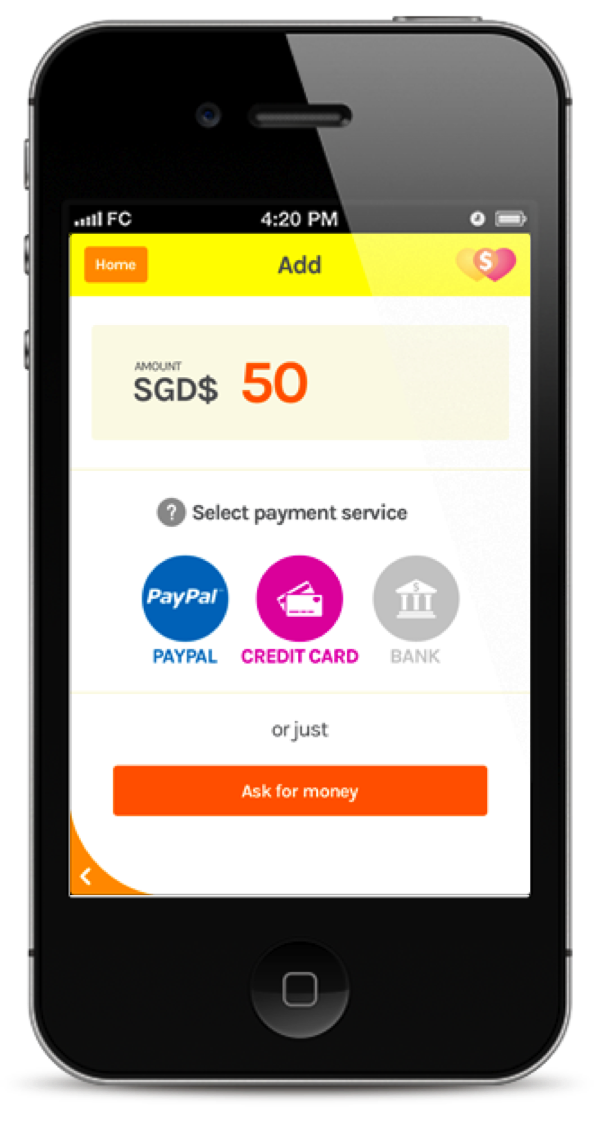 FC 4:20 PM
Home Add $
AMOUNT
SGD$ 50
? Select payment service
PayPal $
PAYPAL CREDIT CARD BANK
or just
Ask for money